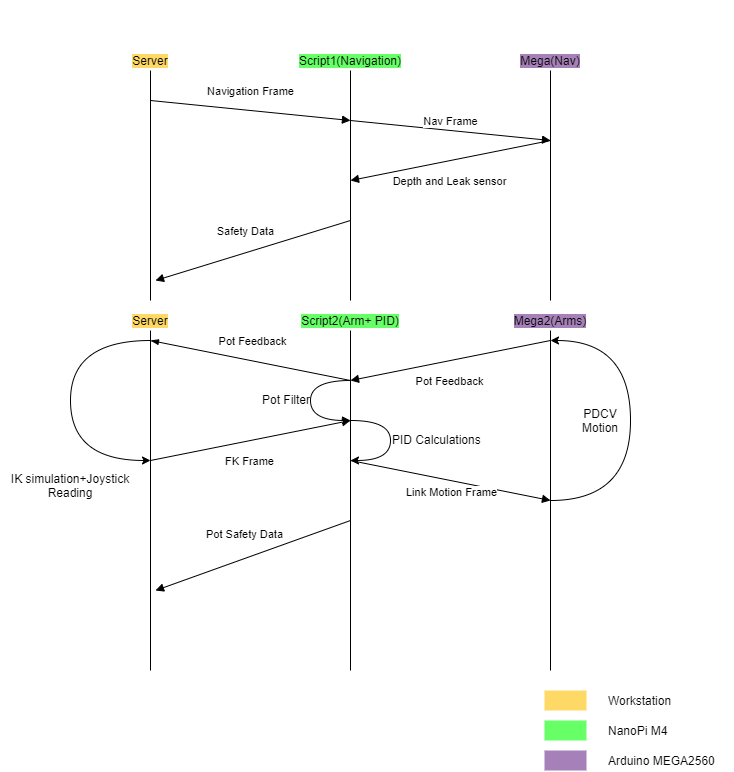 Server
Script1(Navigation)
Mega(Nav)
Navigation Frame
Nav Frame
Depth and Leak sensor
Safety Data
Server
Script2(Arm+ PID)
Mega2(Arms)
Pot Feedback
Pot Feedback
Pot Filter
PDCV
Motion
PID Calculations
FK Frame
IK simulation+Joystick
Reading
Link Motion Frame
Pot Safety Data
Workstation
NanoPi M4
Arduino MEGA2560